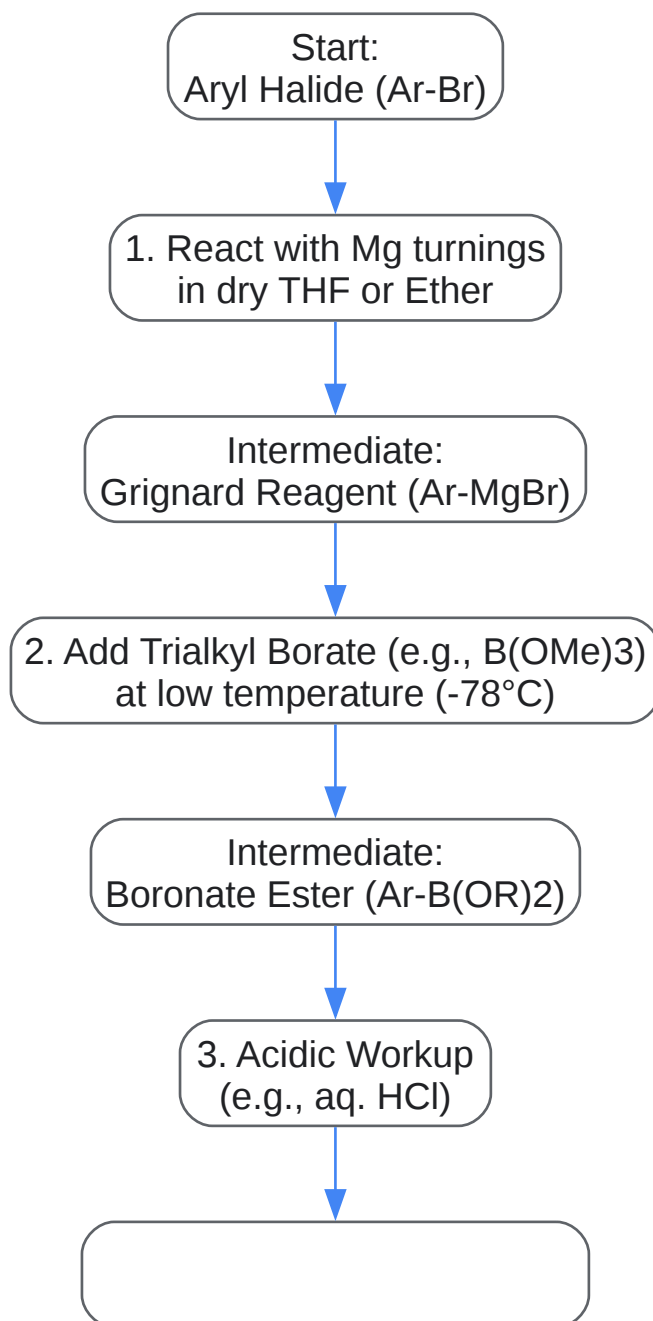 Start:
Aryl Halide (Ar-Br)
1. React with Mg turnings
in dry THF or Ether
Intermediate:
Grignard Reagent (Ar-MgBr)
2. Add Trialkyl Borate (e.g., B(OMe)3)
at low temperature (-78°C)
Intermediate:
Boronate Ester (Ar-B(OR)2)
3. Acidic Workup
(e.g., aq. HCl)